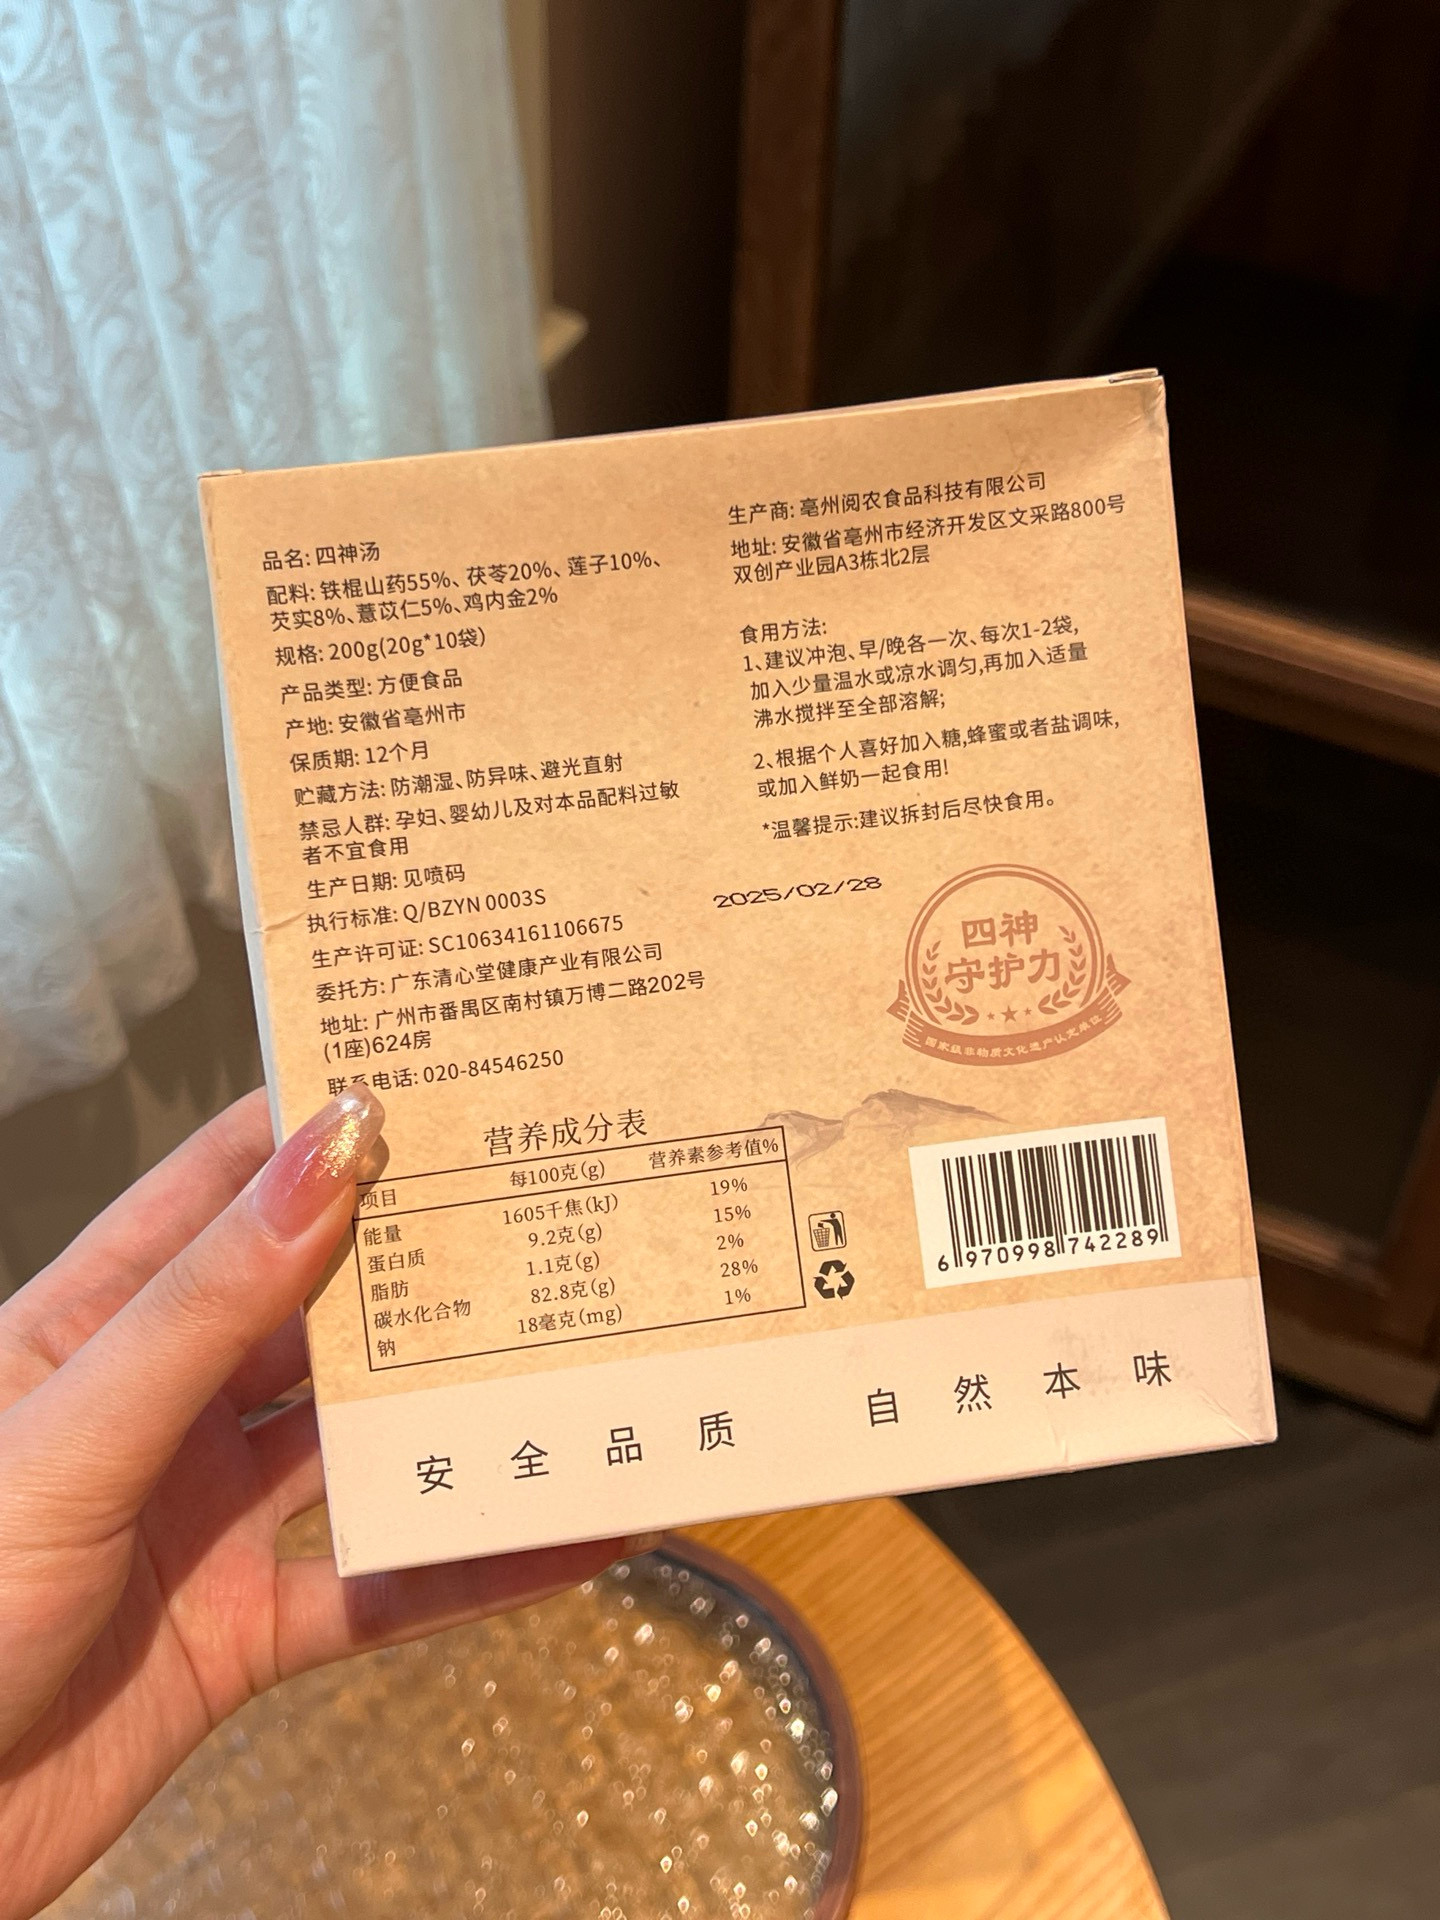 品名: 四神汤
配料: 铁棍山药55%、茯苓20%、莲子10%、
芡实8%、薏苡仁5%、鸡内金2%
规格: 200g(20g*10袋)
产品类型: 方便食品
产地: 安徽省亳州市
保质期: 12个月
贮藏方法: 防潮湿、防异味、避光直射
禁忌人群: 孕妇、婴幼儿及对本品配料过敏
者不宜食用
生产日期: 见喷码
执行标准: Q/BZYN 0003S
生产许可证: SC10634161106675
委托方: 广东清心堂健康产业有限公司
地址: 广州市番禺区南村镇万博二路202号
(1座)624房
联系电话: 020-84546250
生产商: 亳州阅农食品科技有限公司
地址: 安徽省亳州市经济开发区文采路800号
双创产业园A3栋北2层
食用方法:
1、建议冲泡、早/晚各一次、每次1-2袋,
加入少量温水或凉水调匀,再加入适量
沸水搅拌至全部溶解;
2、根据个人喜好加入糖,蜂蜜或者盐调味,
或加入鲜奶一起食用!
*温馨提示:建议拆封后尽快食用。
2025/02/28
四神
守护力
国家级非物质文化遗产认定单位
营养成分表
项目 每100克(g) 营养素参考值%
能量 1605千焦(kJ) 19%
蛋白质 9.2克(g) 15%
脂肪 1.1克(g) 2%
碳水化合物 82.8克(g) 28%
钠 18毫克(mg) 1%
6 970998 742289
安全品质 自然本味